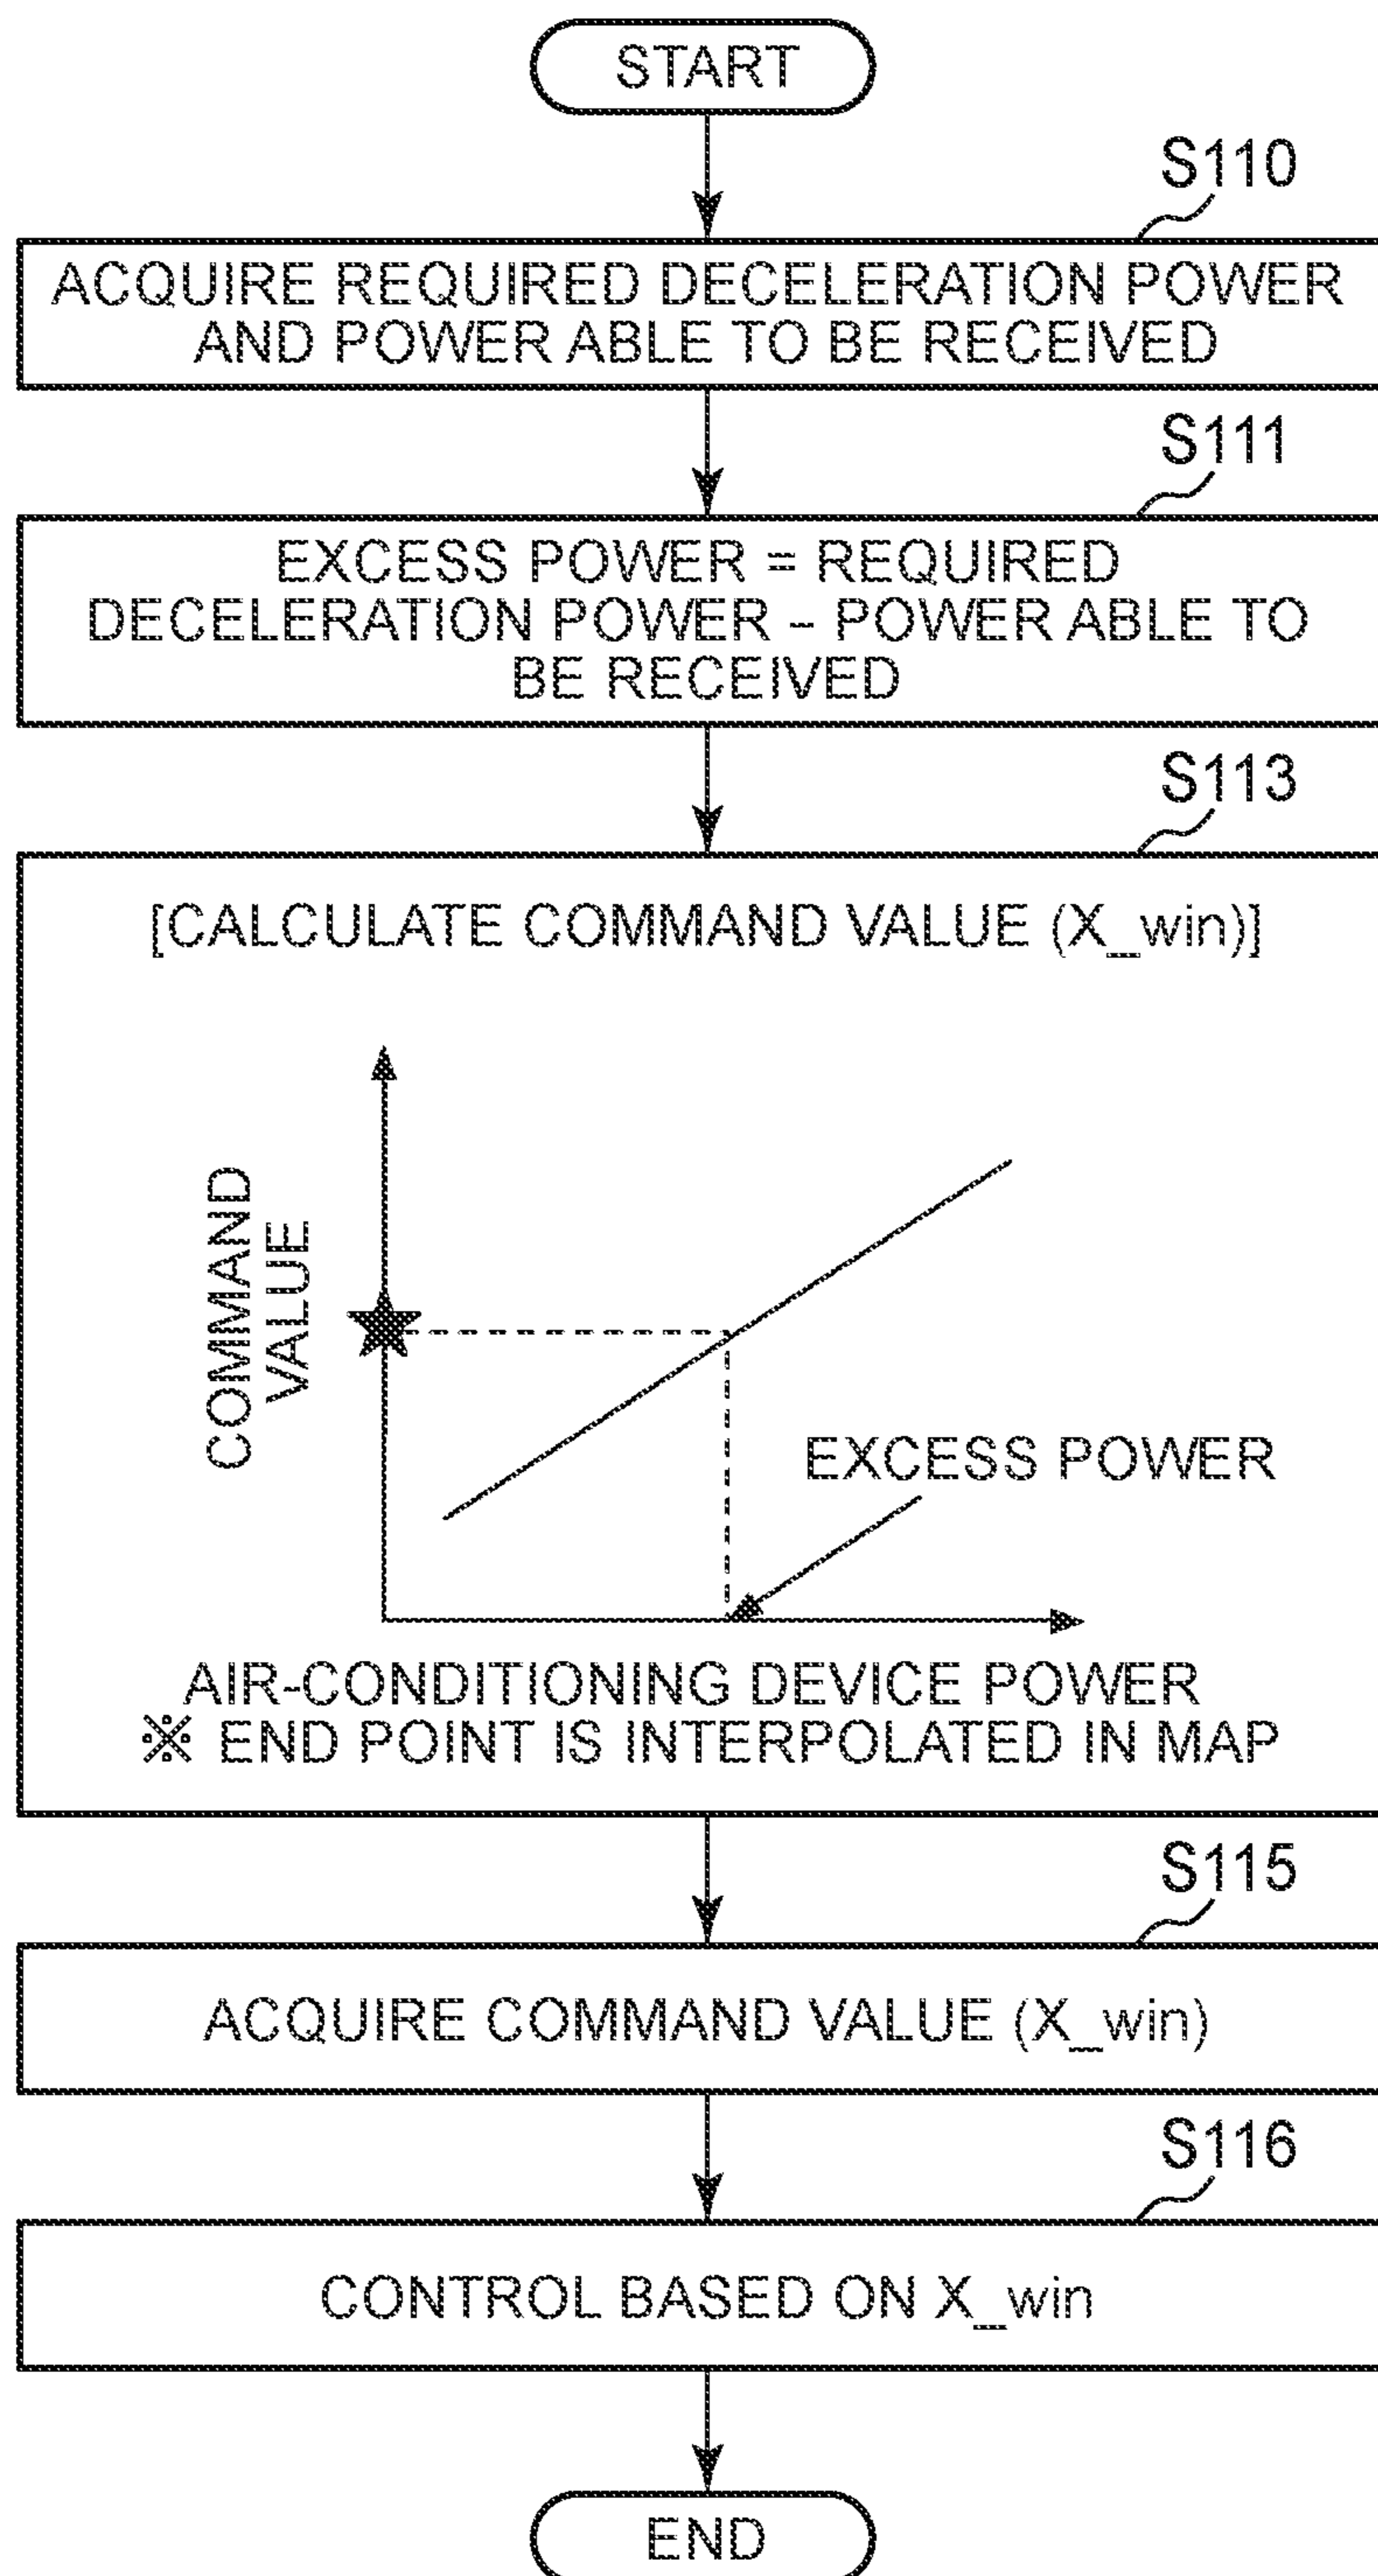 START
S110
ACQUIRE REQUIRED DECELERATION POWER
AND POWER ABLE TO BE RECEIVED
S111
EXCESS POWER = REQUIRED
DECELERATION POWER - POWER ABLE TO
BE RECEIVED
S113
[CALCULATE COMMAND VALUE (X_win)]
COMMAND
VALUE
EXCESS POWER
AIR-CONDITIONING DEVICE POWER
※ END POINT IS INTERPOLATED IN MAP
S115
ACQUIRE COMMAND VALUE (X_win)
S116
CONTROL BASED ON X_win
END